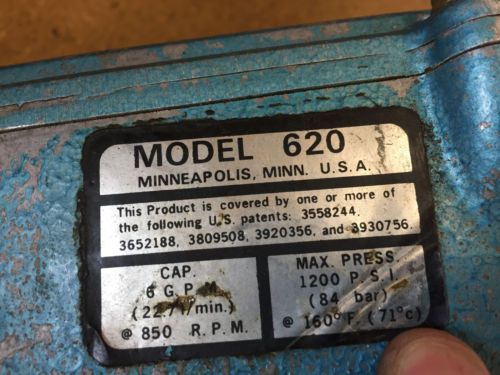 MODEL 620
MINNEAPOLIS, MINN. U.S.A.
This Product is covered by one or more of
the following U.S. patents: 3558244.
3652188, 3809508, 3920356, and 3930756.
CAP.
6 G.P.M.
(22.7 l/min.)
@ 850 R.P.M.
MAX. PRESS.
1200 P.S.I.
(84 bar)
@ 160°F. (71°c)